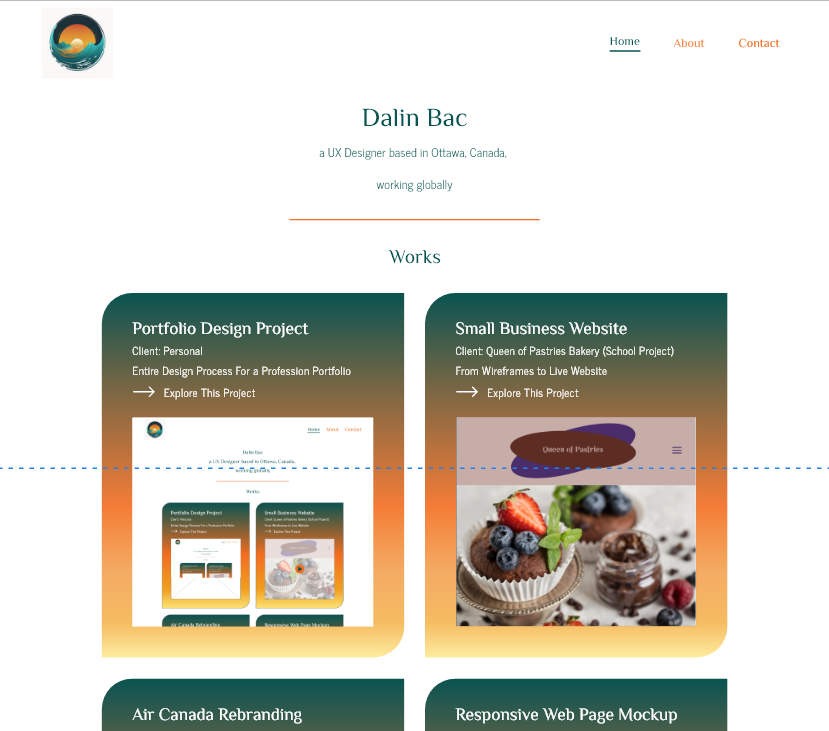 Home About Contact
Dalin Bac
a UX Designer based in Ottawa, Canada,
working globally
Works
Portfolio Design Project
Client: Personal
Entire Design Process For a Profession Portfolio
Explore This Project
Home About Contact
Dalin Bac
a UX Designer based in Ottawa, Canada,
working globally
Works
Portfolio Design Project
Client: Personal
Entire Design Process For a Profession Portfolio
Explore This Project
Small Business Website
Client: Queen of Pastries Bakery (School Project)
From Wireframes to Live Website
Explore This Project
Air Canada Rebranding
Responsive Web Page Mockup
Small Business Website
Client: Queen of Pastries Bakery (School Project)
From Wireframes to Live Website
Explore This Project
Queen of Pastries
Air Canada Rebranding
Responsive Web Page Mockup